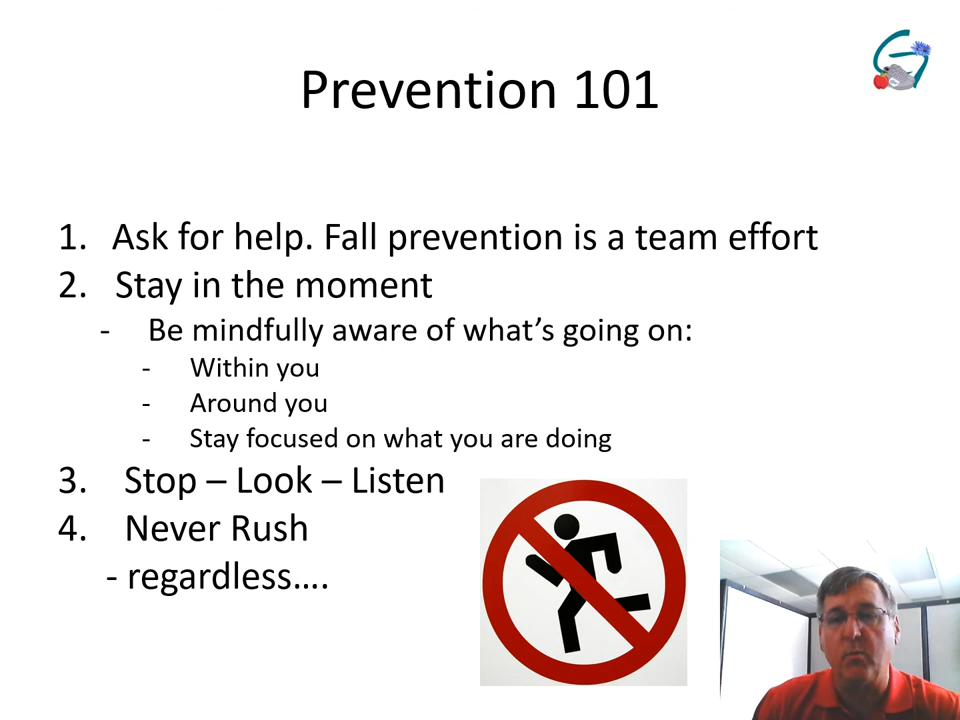 Prevention 101
1. Ask for help. Fall prevention is a team effort
2. Stay in the moment
- Be mindfully aware of what’s going on:
- Within you
- Around you
- Stay focused on what you are doing
3. Stop – Look – Listen
4. Never Rush
- regardless….